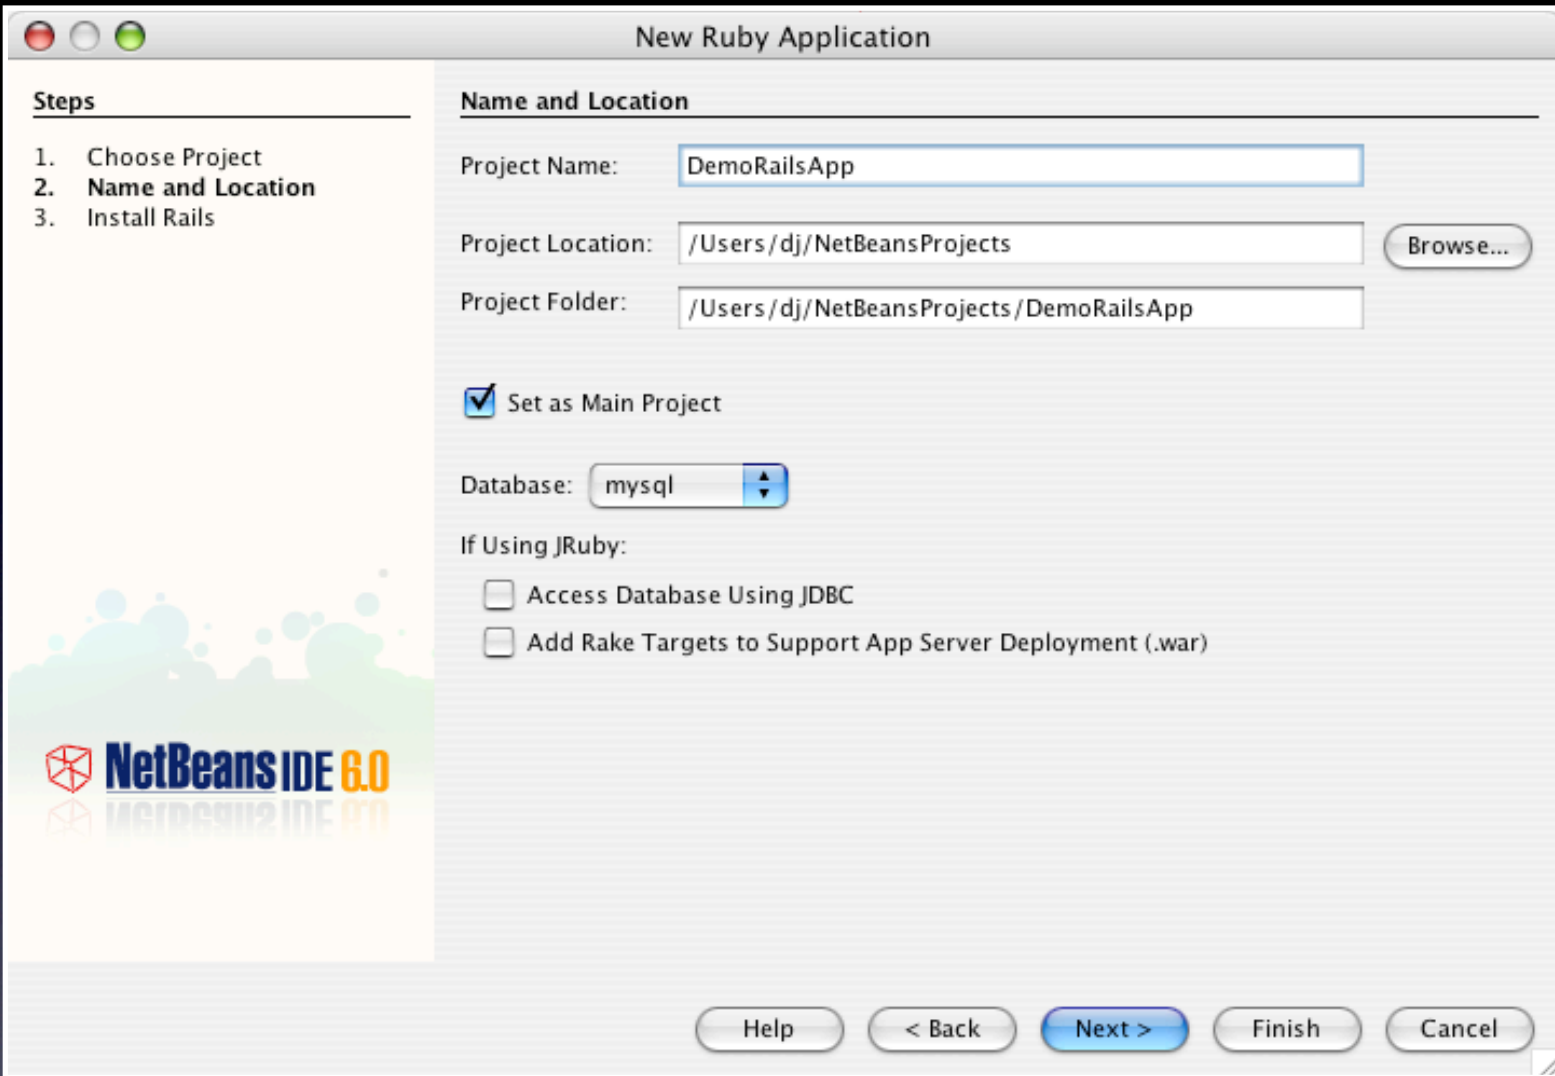 New Ruby Application
Steps
1. Choose Project
2. Name and Location
3. Install Rails
NetBeans IDE 6.0
Name and Location
Project Name: DemoRailsApp
Project Location: /Users/dj/NetBeansProjects Browse...
Project Folder: /Users/dj/NetBeansProjects/DemoRailsApp
Set as Main Project
Database: mysql
If Using JRuby:
Access Database Using JDBC
Add Rake Targets to Support App Server Deployment (.war)
Help < Back Next > Finish Cancel